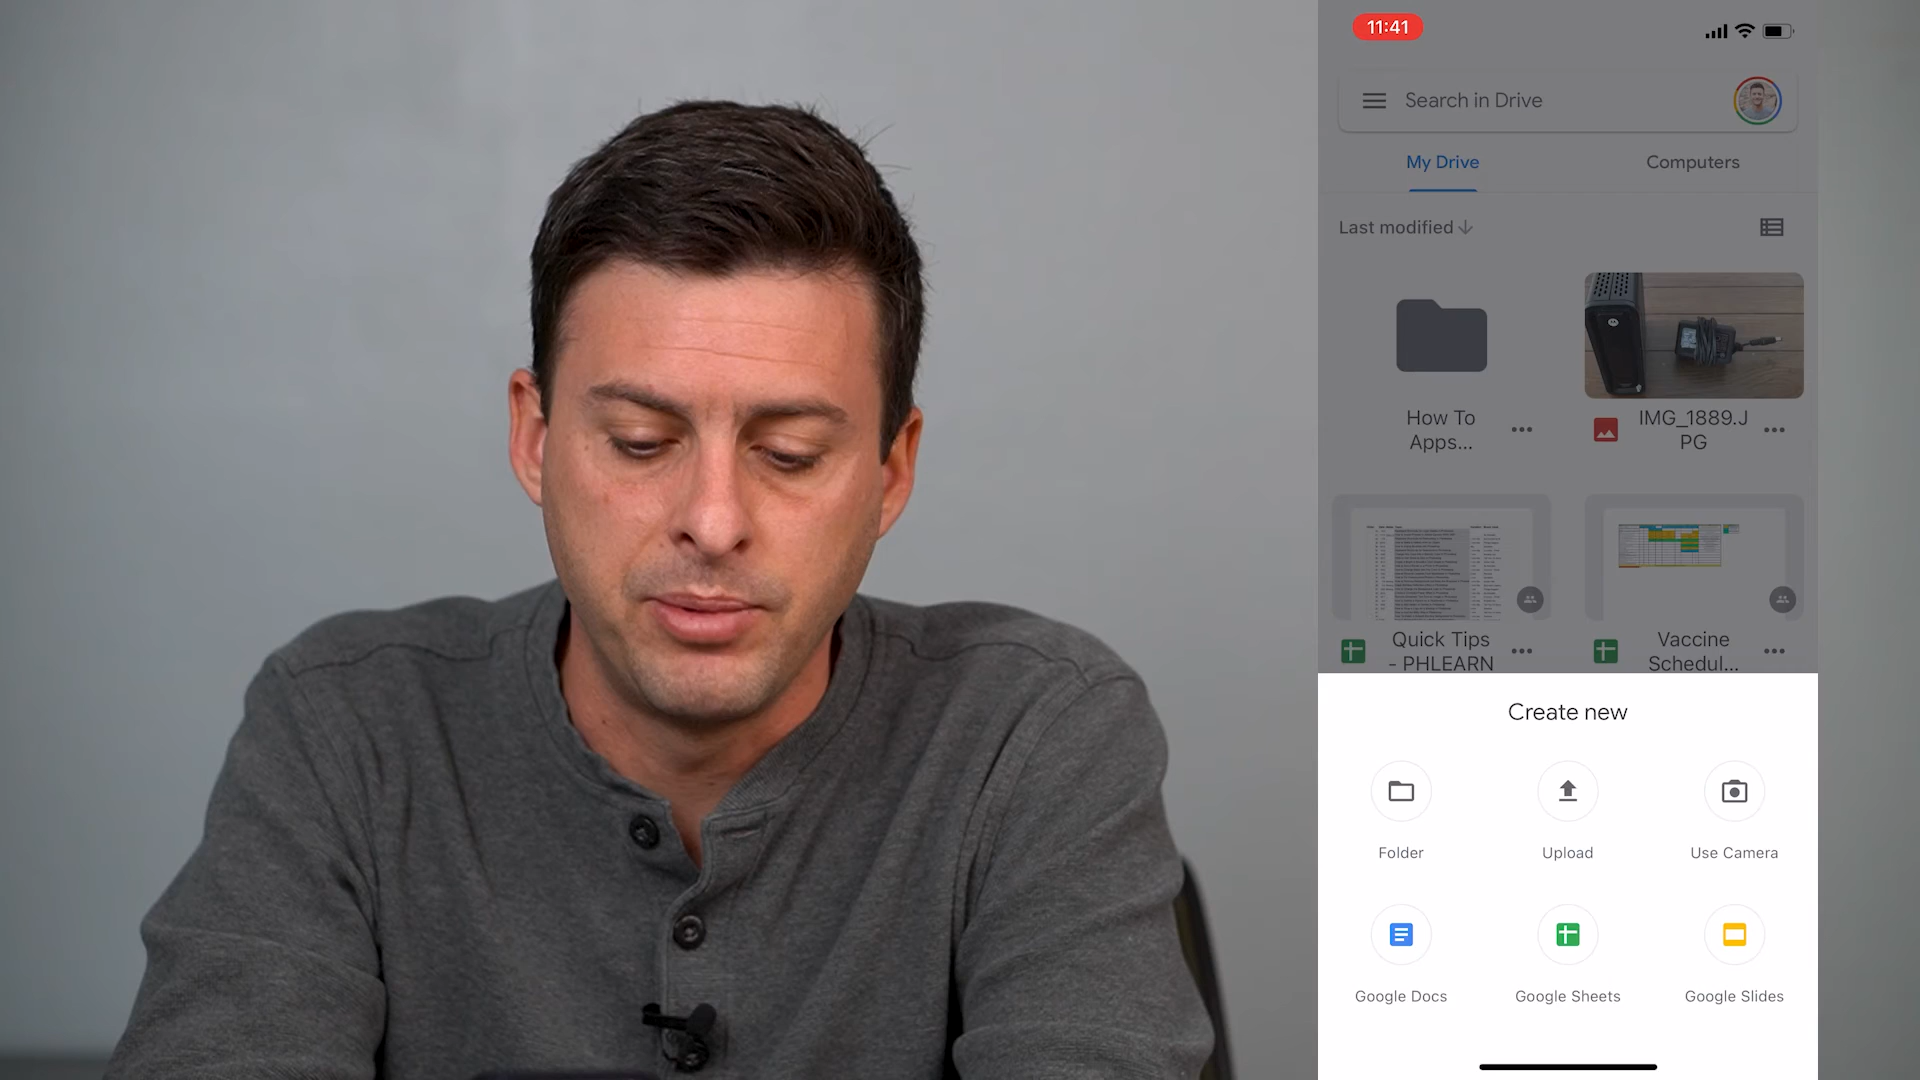 11:41
Search in Drive
My Drive
Computers
Last modified
How To
Apps...
IMG_1889.J
PG
Quick Tips
- PHLEARN
Vaccine
Schedul...
Create new
Folder
Upload
Use Camera
Google Docs
Google Sheets
Google Slides